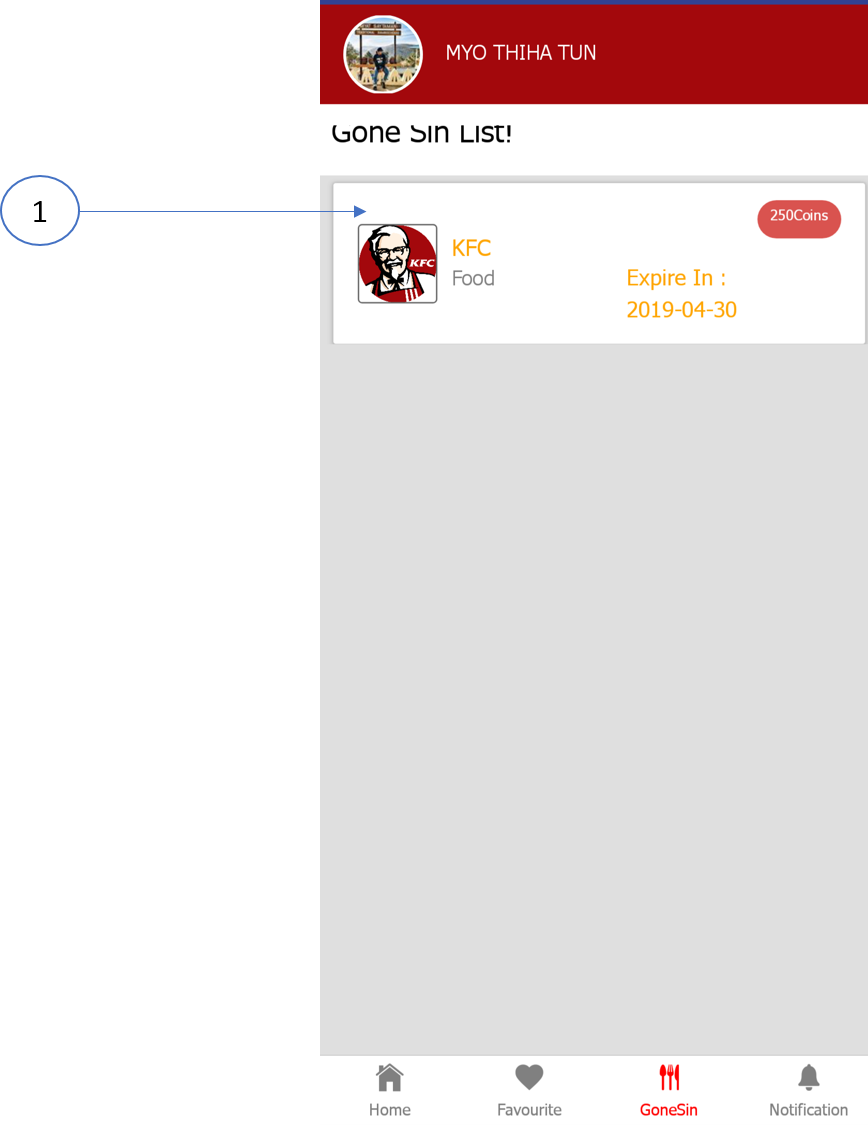 MYO THIHA TUN
Gone Sin List!
1
250Coins
KFC
KFC
Food
Expire In :
2019-04-30
Home
Favourite
GoneSin
Notification